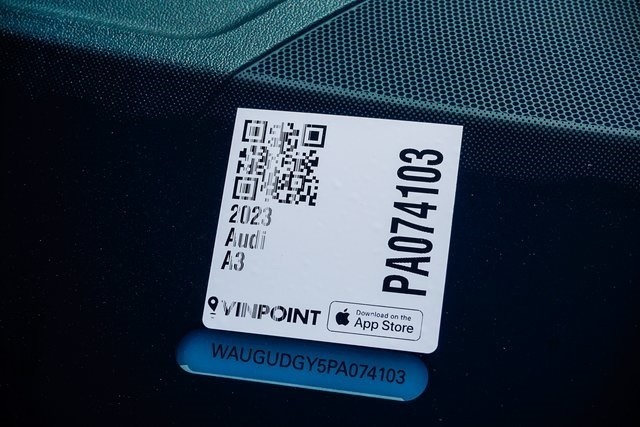 2023
Audi
A3
PA074103
VINPOINT
Download on the
App Store
WAUGUDGY5PA074103